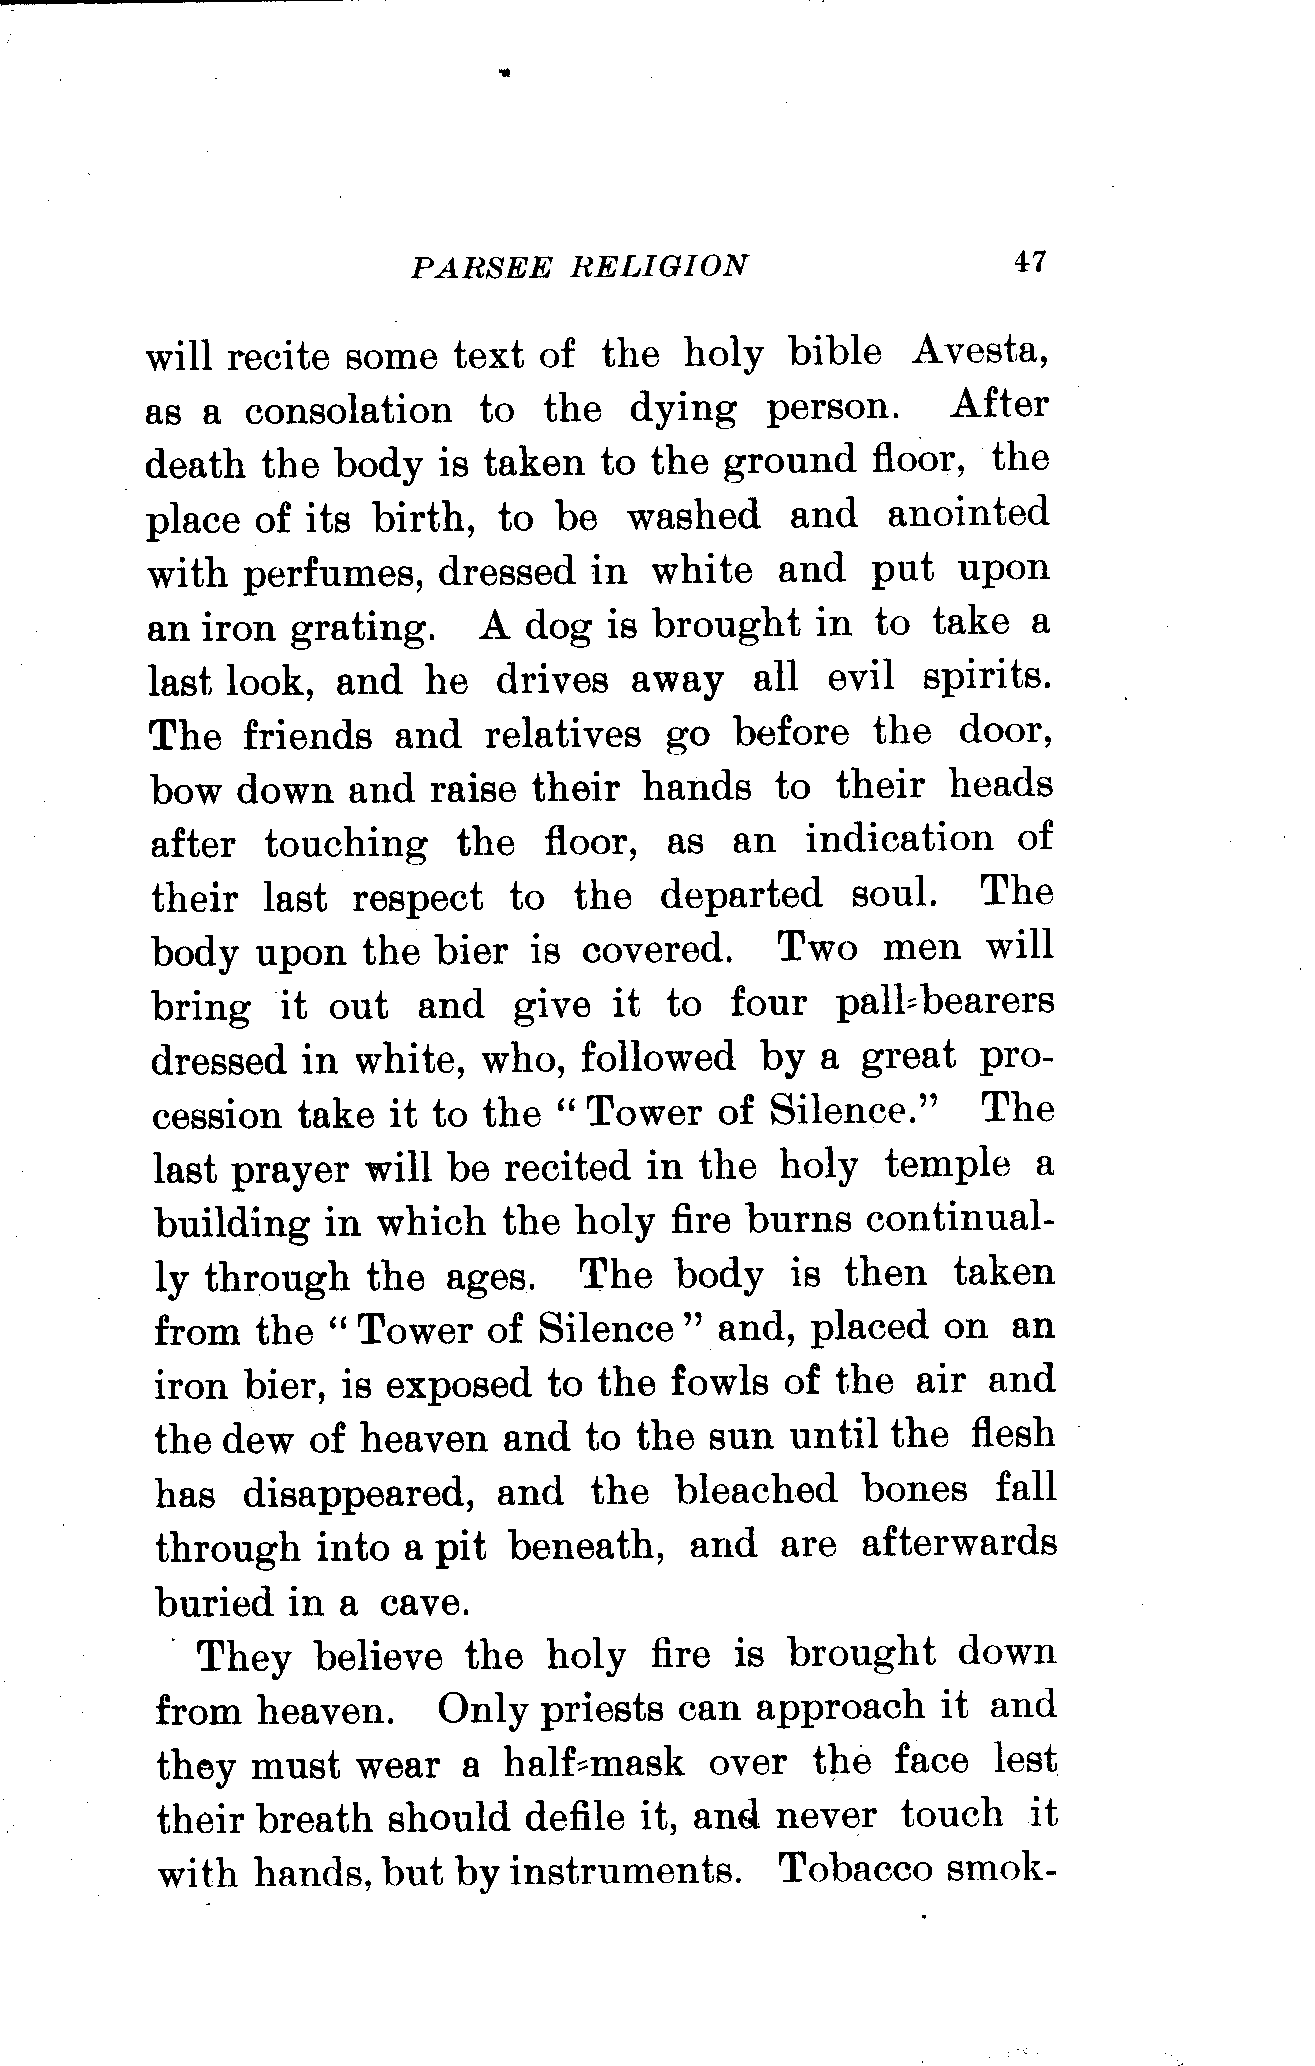 PARSEE RELIGION 47
will recite some text of the holy bible Avesta,
as a consolation to the dying person. After
death the body is taken to the ground floor, the
place of its birth, to be washed and anointed
with perfumes, dressed in white and put upon
an iron grating. A dog is brought in to take a
last look, and he drives away all evil spirits.
The friends and relatives go before the door,
bow down and raise their hands to their heads
after touching the floor, as an indication of
their last respect to the departed soul. The
body upon the bier is covered. Two men will
bring it out and give it to four pall-bearers
dressed in white, who, followed by a great pro-
cession take it to the “Tower of Silence.” The
last prayer will be recited in the holy temple a
building in which the holy fire burns continual-
ly through the ages. The body is then taken
from the “Tower of Silence” and, placed on an
iron bier, is exposed to the fowls of the air and
the dew of heaven and to the sun until the flesh
has disappeared, and the bleached bones fall
through into a pit beneath, and are afterwards
buried in a cave.
They believe the holy fire is brought down
from heaven. Only priests can approach it and
they must wear a half-mask over the face lest
their breath should defile it, and never touch it
with hands, but by instruments. Tobacco smok-